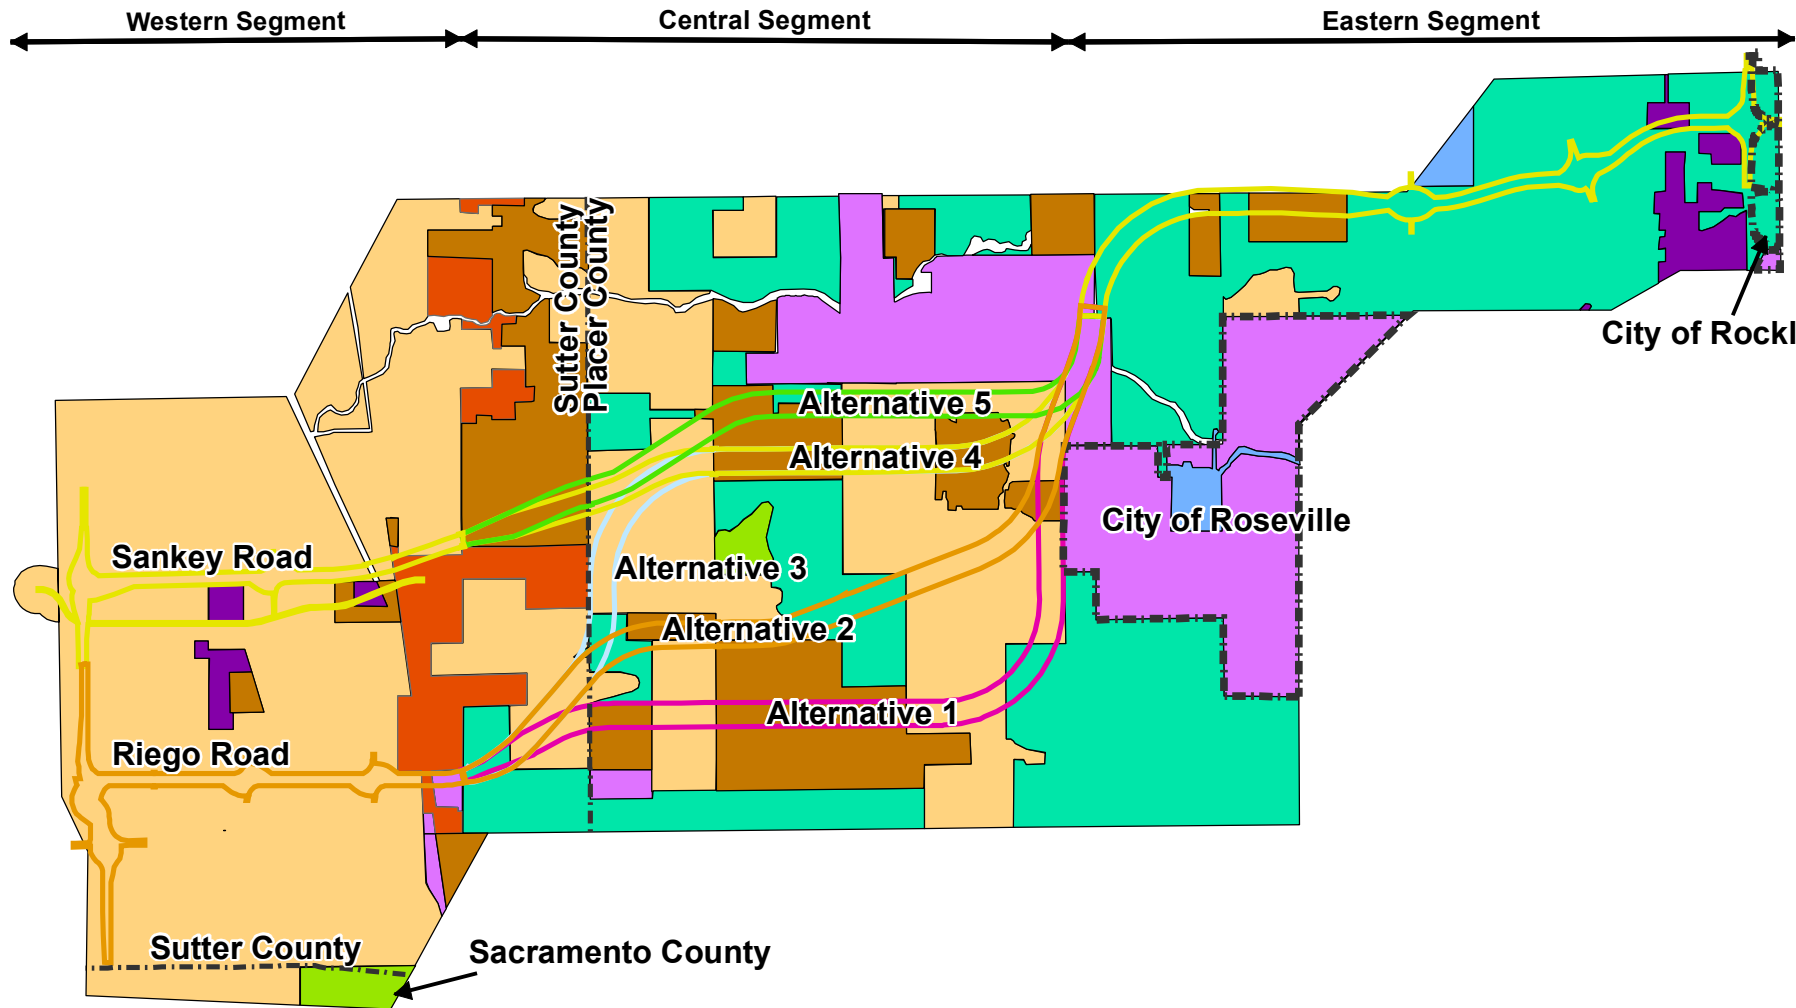 Western Segment
Central Segment
Eastern Segment
Sutter County
Placer County
City of Rockl
Alternative 5
Alternative 4
City of Roseville
Sankey Road
Alternative 3
Alternative 2
Alternative 1
Riego Road
Sutter County
Sacramento County